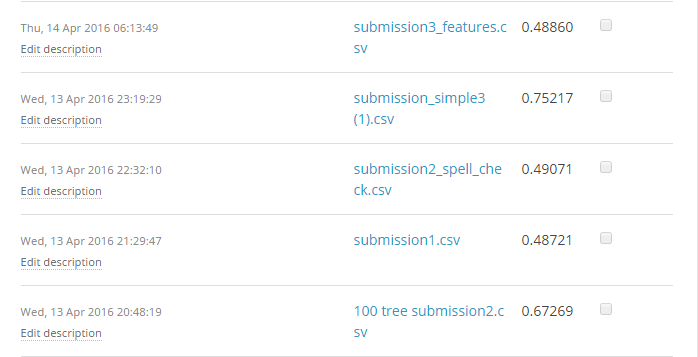 Thu, 14 Apr 2016 06:13:49
Edit description
submission3_features.c
sv
0.48860
Wed, 13 Apr 2016 23:19:29
Edit description
submission_simple3
(1).csv
0.75217
Wed, 13 Apr 2016 22:32:10
Edit description
submission2_spell_che
ck.csv
0.49071
Wed, 13 Apr 2016 21:29:47
Edit description
submission1.csv
0.48721
Wed, 13 Apr 2016 20:48:19
Edit description
100 tree submission2.c
sv
0.67269